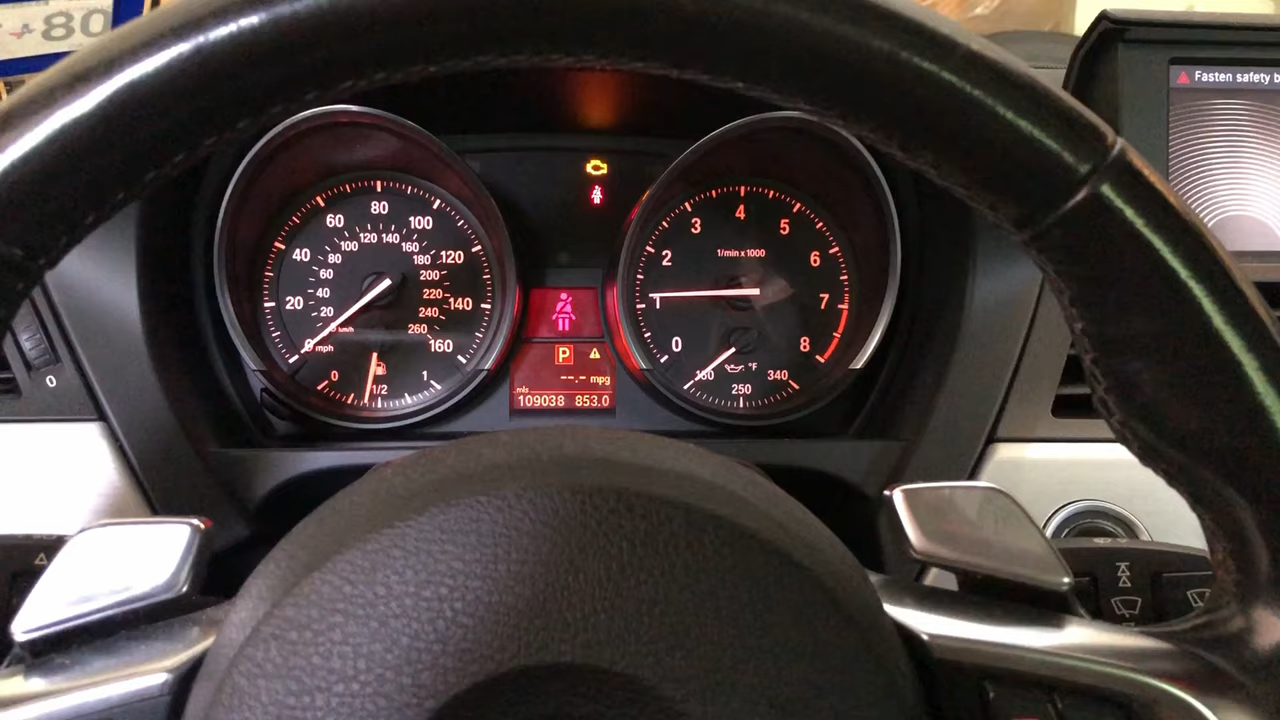 +80
Fasten safety b
0 20 40 60 80 100 120 140 160
20 40 60 80 100 120 140 160 180 200 220 240 260
km/h
mph
0 1/2 1
P
--.- mpg
mls
109038 853.0
0 1 2 3 4 5 6 7 8
1/min x 1000
°F
160 250 340
0